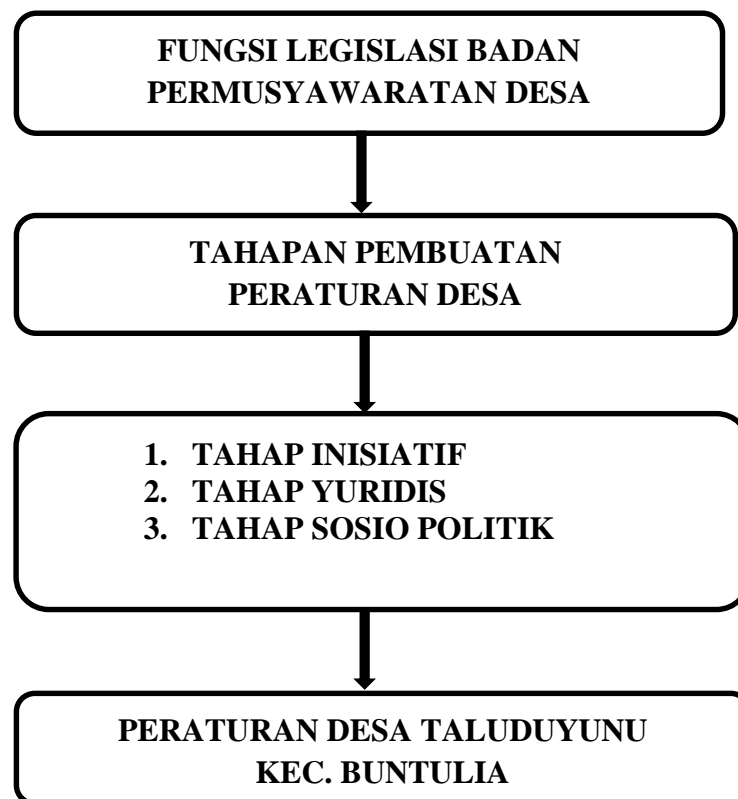 FUNGSI LEGISLASI BADAN
PERMUSYAWARATAN DESA
TAHAPAN PEMBUATAN
PERATURAN DESA
1. TAHAP INISIATIF
2. TAHAP YURIDIS
3. TAHAP SOSIO POLITIK
PERATURAN DESA TALUDUYUNU
KEC. BUNTULIA